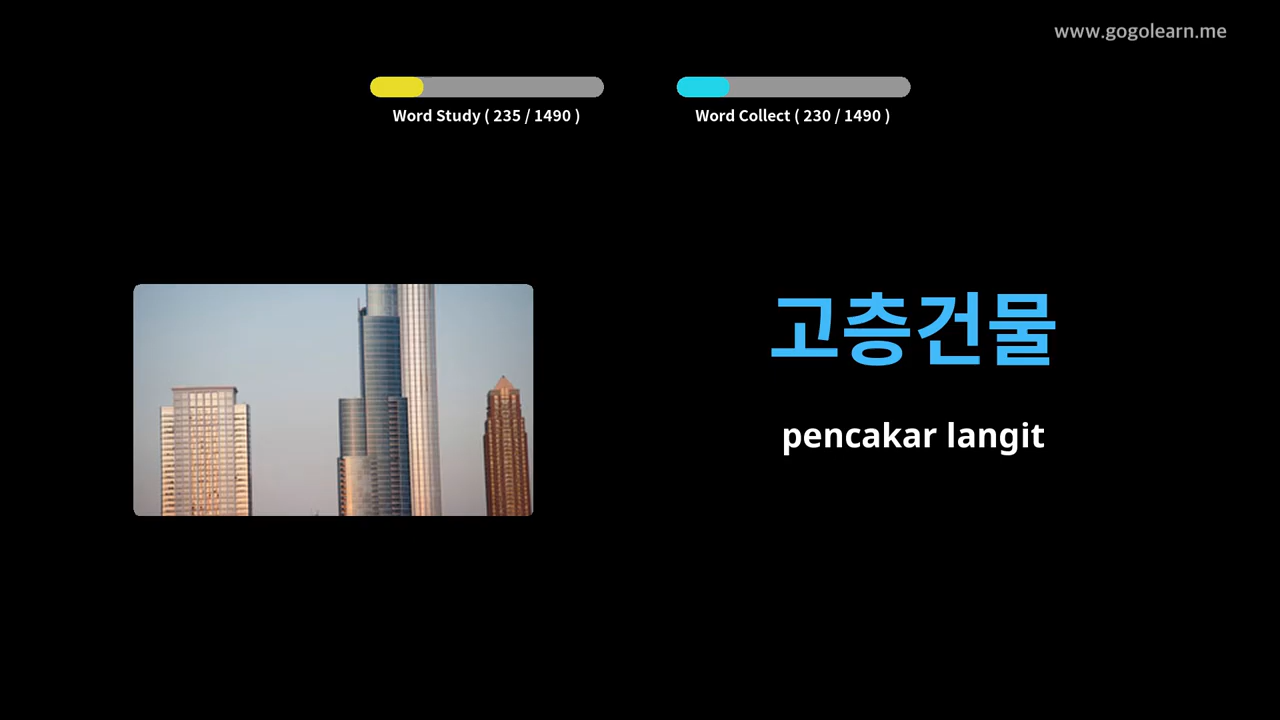 www.gogolearn.me
Word Study ( 235 / 1490 )
Word Collect ( 230 / 1490 )
고층건물
pencakar langit